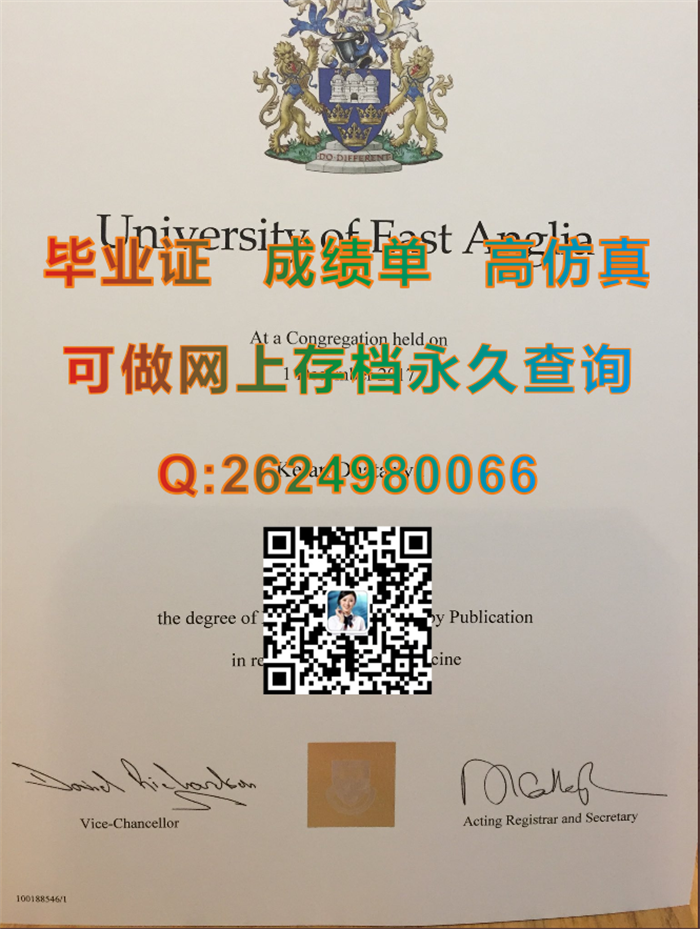 DO DIFFERENT
University of East Anglia
毕业证 成绩单 高仿真
At a Congregation held on
可做网上存档永久查询
Q:2624980066
the degree of by Publication
in
Vice-Chancellor
Acting Registrar and Secretary
100188546/1